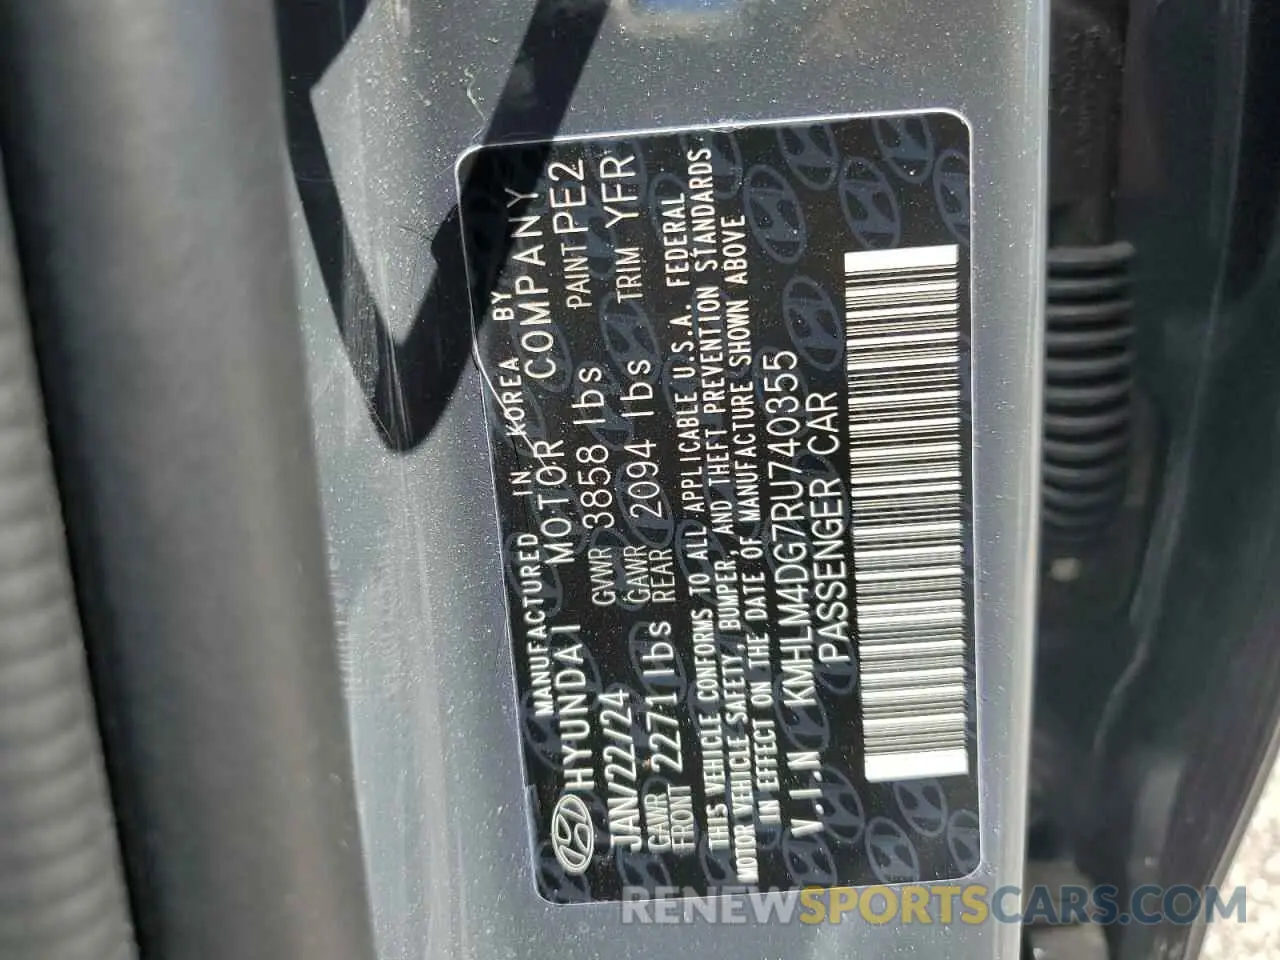 MANUFACTURED IN KOREA BY
HYUNDAI MOTOR COMPANY
JAN/22/24 GVWR 3858 lbs PAINT PE2
GAWR FRONT 2271 lbs GAWR REAR 2094 lbs TRIM YFR
THIS VEHICLE CONFORMS TO ALL APPLICABLE U.S.A. FEDERAL
MOTOR VEHICLE SAFETY, BUMPER, AND THEFT PREVENTION STANDARDS
IN EFFECT ON THE DATE OF MANUFACTURE SHOWN ABOVE
V.I.N KMHLM4DG7RU740355
PASSENGER CAR
RENEWSPORTSCARS.COM